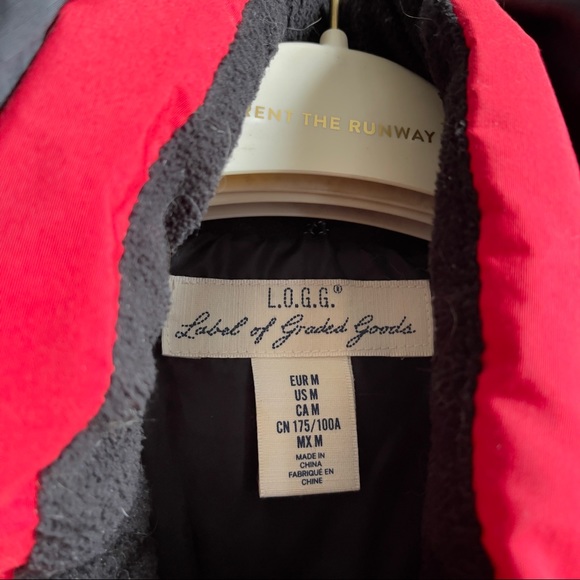 RENT THE RUNWAY
L.O.G.G.®
Label of Graded Goods
EUR M
US M
CA M
CN 175/100A
MX M
MADE IN
CHINA
FABRIQUÉ EN
CHINE